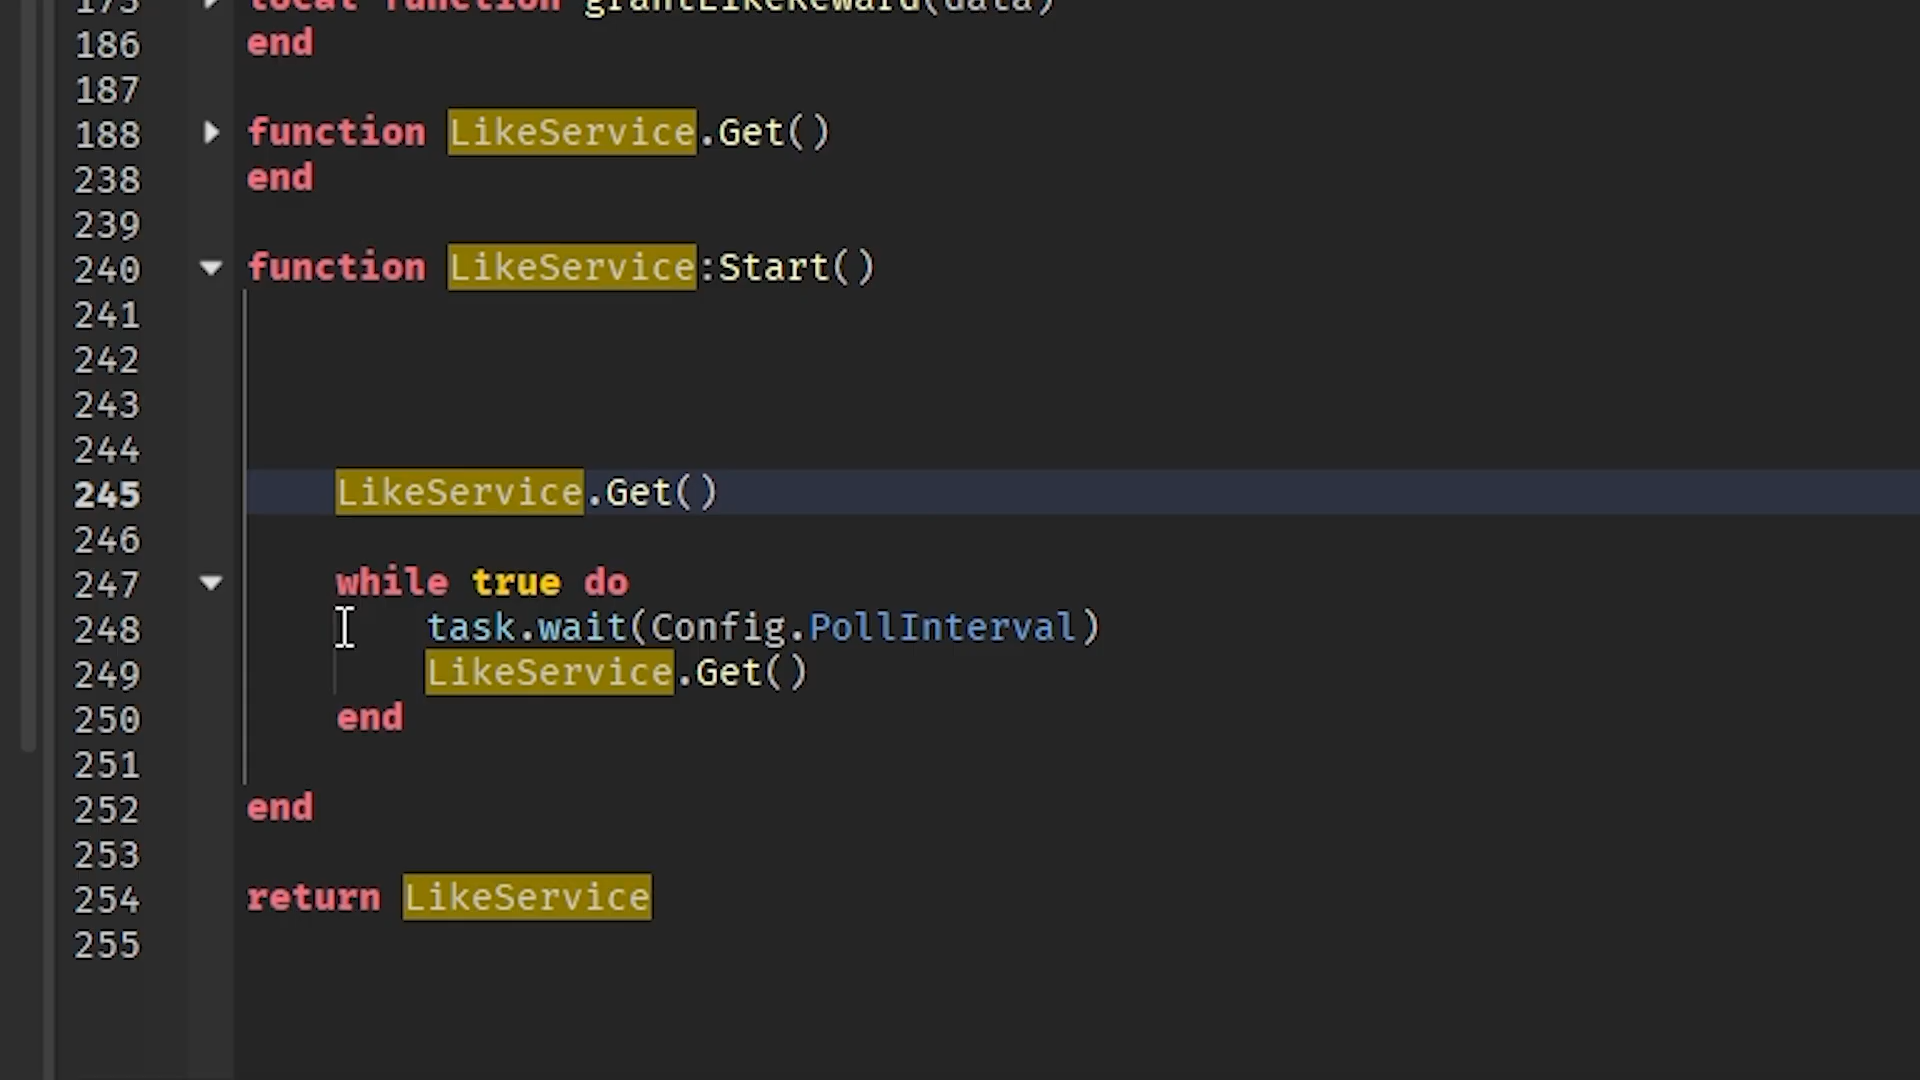 173 local function grantLikeReward(data)
186 end
187
188 function LikeService.Get()
238 end
239
240 function LikeService:Start()
241
242
243
244
245 LikeService.Get()
246
247 while true do
248 task.wait(Config.PollInterval)
249 LikeService.Get()
250 end
251
252 end
253
254 return LikeService
255